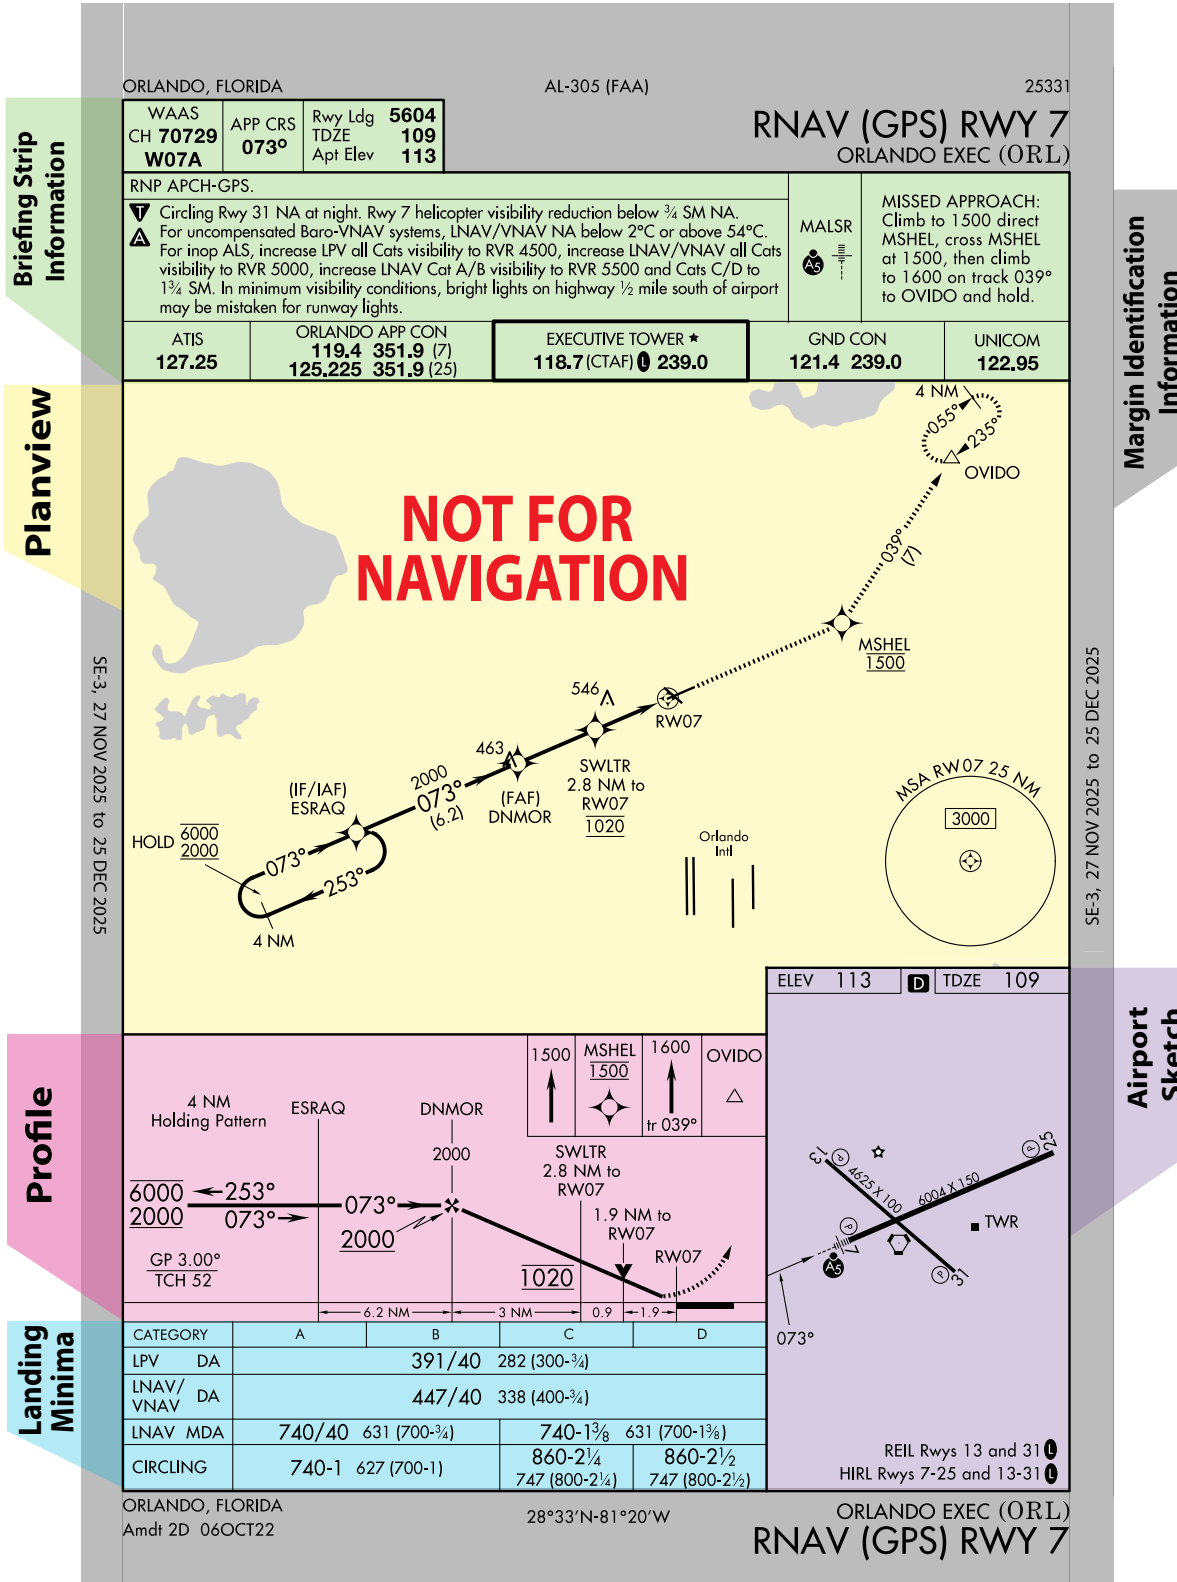 ORLANDO, FLORIDA
AL-305 (FAA)
25331
WAAS
CH 70729
W07A
APP CRS
073°
Rwy Ldg 5604
TDZE 109
Apt Elev 113
RNAV (GPS) RWY 7
ORLANDO EXEC (ORL)
Briefing Strip
Information
RNP APCH-GPS.
T
A
Circling Rwy 31 NA at night. Rwy 7 helicopter visibility reduction below ¾ SM NA.
For uncompensated Baro-VNAV systems, LNAV/VNAV NA below 2°C or above 54°C.
For inop ALS, increase LPV all Cats visibility to RVR 4500, increase LNAV/VNAV all Cats
visibility to RVR 5000, increase LNAV Cat A/B visibility to RVR 5500 and Cats C/D to
1¾ SM. In minimum visibility conditions, bright lights on highway ½ mile south of airport
may be mistaken for runway lights.
MALSR
A5
MISSED APPROACH:
Climb to 1500 direct
MSHEL, cross MSHEL
at 1500, then climb
to 1600 on track 039°
to OVIDO and hold.
ATIS
127.25
ORLANDO APP CON
119.4 351.9 (7)
125.225 351.9 (25)
EXECUTIVE TOWER ★
118.7 (CTAF) L 239.0
GND CON
121.4 239.0
UNICOM
122.95
Margin Identification
Information
Planview
NOT FOR
NAVIGATION
4 NM
055°
235°
OVIDO
039°
(7)
MSHEL
1500
546
RW07
463
SWLTR
2.8 NM to
RW07
1020
(FAF)
DNMOR
2000
073°
(6.2)
(IF/IAF)
ESRAQ
HOLD 6000
2000
073°
253°
4 NM
Orlando
Intl
MSA RW07 25 NM
3000
SE-3, 27 NOV 2025 to 25 DEC 2025
SE-3, 27 NOV 2025 to 25 DEC 2025
ELEV 113
D
TDZE 109
Airport
Sketch
13
P
4625 X 100
6004 X 150
P
25
P
7
TWR
A5
P
31
073°
REIL Rwys 13 and 31 L
HIRL Rwys 7-25 and 13-31 L
Profile
1500
MSHEL
1500
1600
tr 039°
OVIDO
4 NM
Holding Pattern
ESRAQ
DNMOR
2000
SWLTR
2.8 NM to
RW07
1.9 NM to
RW07
RW07
6000
2000
253°
073°
073°
2000
1020
GP 3.00°
TCH 52
6.2 NM
3 NM
0.9
1.9
Landing
Minima
CATEGORY A B C D
LPV DA 391/40 282 (300-¾)
LNAV/
VNAV DA 447/40 338 (400-¾)
LNAV MDA 740/40 631 (700-¾) 740-1⅜ 631 (700-1⅜)
CIRCLING 740-1 627 (700-1)
860-2¼
747 (800-2¼)
860-2½
747 (800-2½)
ORLANDO, FLORIDA
Amdt 2D 06OCT22
28°33'N-81°20'W
ORLANDO EXEC (ORL)
RNAV (GPS) RWY 7